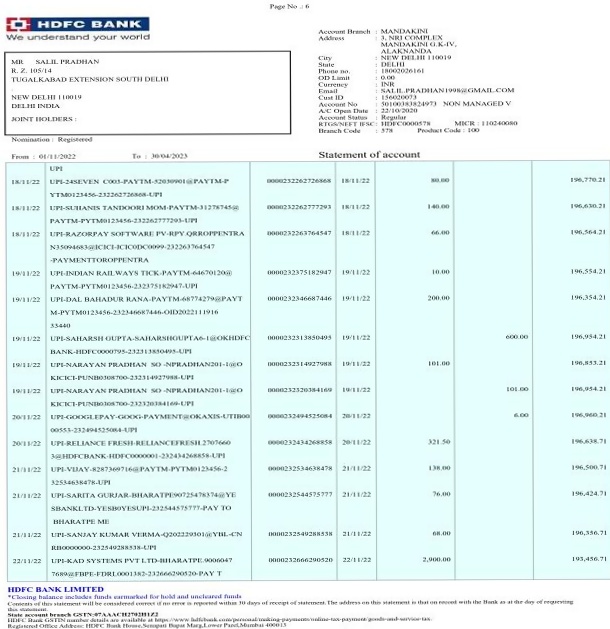 Page No .: 6
HDFC BANK
We understand your world
MR SALIL PRADHAN
R. Z. 105/14
TUGALKABAD EXTENSION SOUTH DELHI
NEW DELHI 110019
DELHI INDIA
JOINT HOLDERS :
Nomination : Registered
Account Branch : MANDAKINI
Address : 3, NRI COMPLEX
MANDAKINI G.K-IV,
ALAKNANDA
City : NEW DELHI 110019
State : DELHI
Phone no. : 18002026161
OD Limit : 0.00
Currency : INR
Email : SALIL.PRADHAN1998@GMAIL.COM
Cust ID : 156020073
Account No : 50100383824973 NON MANAGED V
A/C Open Date : 22/10/2020
Account Status : Regular
RTGS/NEFT IFSC : HDFC0000578 MICR : 110240080
Branch Code : 578 Product Code : 100
From : 01/11/2022 To : 30/04/2023 Statement of account
UPI
18/11/22 UPI-24SEVEN C003-PAYTM-52030901@PAYTM-P 0000232262726868 18/11/22 80.00 196,770.21
YTM0123456-232262726868-UPI
18/11/22 UPI-SUHANIS TANDOORI MOM-PAYTM-31278745@ 0000232262777293 18/11/22 140.00 196,630.21
PAYTM-PYTM0123456-232262777293-UPI
18/11/22 UPI-RAZORPAY SOFTWARE PV-RPY-QRROPPENTRA 0000232263764547 18/11/22 66.00 196,564.21
N35094683@ICICI-ICIC0DC0099-232263764547
-PAYMENTTOROPPENTRA
19/11/22 UPI-INDIAN RAILWAYS TICK-PAYTM-64670120@ 0000232375182947 19/11/22 10.00 196,554.21
PAYTM-PYTM0123456-232375182947-UPI
19/11/22 UPI-DAL BAHADUR RANA-PAYTM-68774279@PAYT 0000232346687446 19/11/22 200.00 196,354.21
M-PYTM0123456-232346687446-OID2022111916
33440
19/11/22 UPI-SAHARSH GUPTA-SAHARSHGUPTA6-1@OKHDFC 0000232313850495 19/11/22 600.00 196,954.21
BANK-HDFC0000795-232313850495-UPI
19/11/22 UPI-NARAYAN PRADHAN SO -NPRADHAN201-1@O 0000232314927988 19/11/22 101.00 196,853.21
KICICI-PUNB0308700-232314927988-UPI
19/11/22 UPI-NARAYAN PRADHAN SO -NPRADHAN201-1@O 0000232320384169 19/11/22 101.00 196,954.21
KICICI-PUNB0308700-232320384169-UPI
20/11/22 UPI-GOOGLEPAY-GOOG-PAYMENT@OKAXIS-UTIB00 0000232494525084 20/11/22 6.00 196,960.21
00553-232494525084-UPI
20/11/22 UPI-RELIANCE FRESH-RELIANCEFRESH.2707660 0000232434268858 20/11/22 321.50 196,638.71
3@HDFCBANK-HDFC0000001-232434268858-UPI
21/11/22 UPI-VIJAY-8287369716@PAYTM-PYTM0123456-2 0000232534638478 21/11/22 138.00 196,500.71
32534638478-UPI
21/11/22 UPI-SARITA GURJAR-BHARATPE90725478374@YE 0000232544575777 21/11/22 76.00 196,424.71
SBANKLTD-YESB0YESUPI-232544575777-PAY TO
BHARATPE ME
21/11/22 UPI-SANJAY KUMAR VERMA-Q202229301@YBL-CN 0000232549288538 21/11/22 68.00 196,356.71
RB0000000-232549288538-UPI
22/11/22 UPI-KAD SYSTEMS PVT LTD-BHARATPE.9006047 0000232666290520 22/11/22 2,900.00 193,456.71
7689@FBPE-FDRL0001382-232666290520-PAY T
HDFC BANK LIMITED
*Closing balance includes funds earmarked for hold and uncleared funds
Contents of this statement will be considered correct if no error is reported within 30 days of receipt of statement.The address on this statement is that on record with the Bank as at the day of requesting
this statement.
State account branch GSTN:07AAACH2702H1Z2
HDFC Bank GSTIN number details are available at https://www.hdfcbank.com/personal/making-payments/online-tax-payment/goods-and-service-tax.
Registered Office Address: HDFC Bank House,Senapati Bapat Marg,Lower Parel,Mumbai 400013